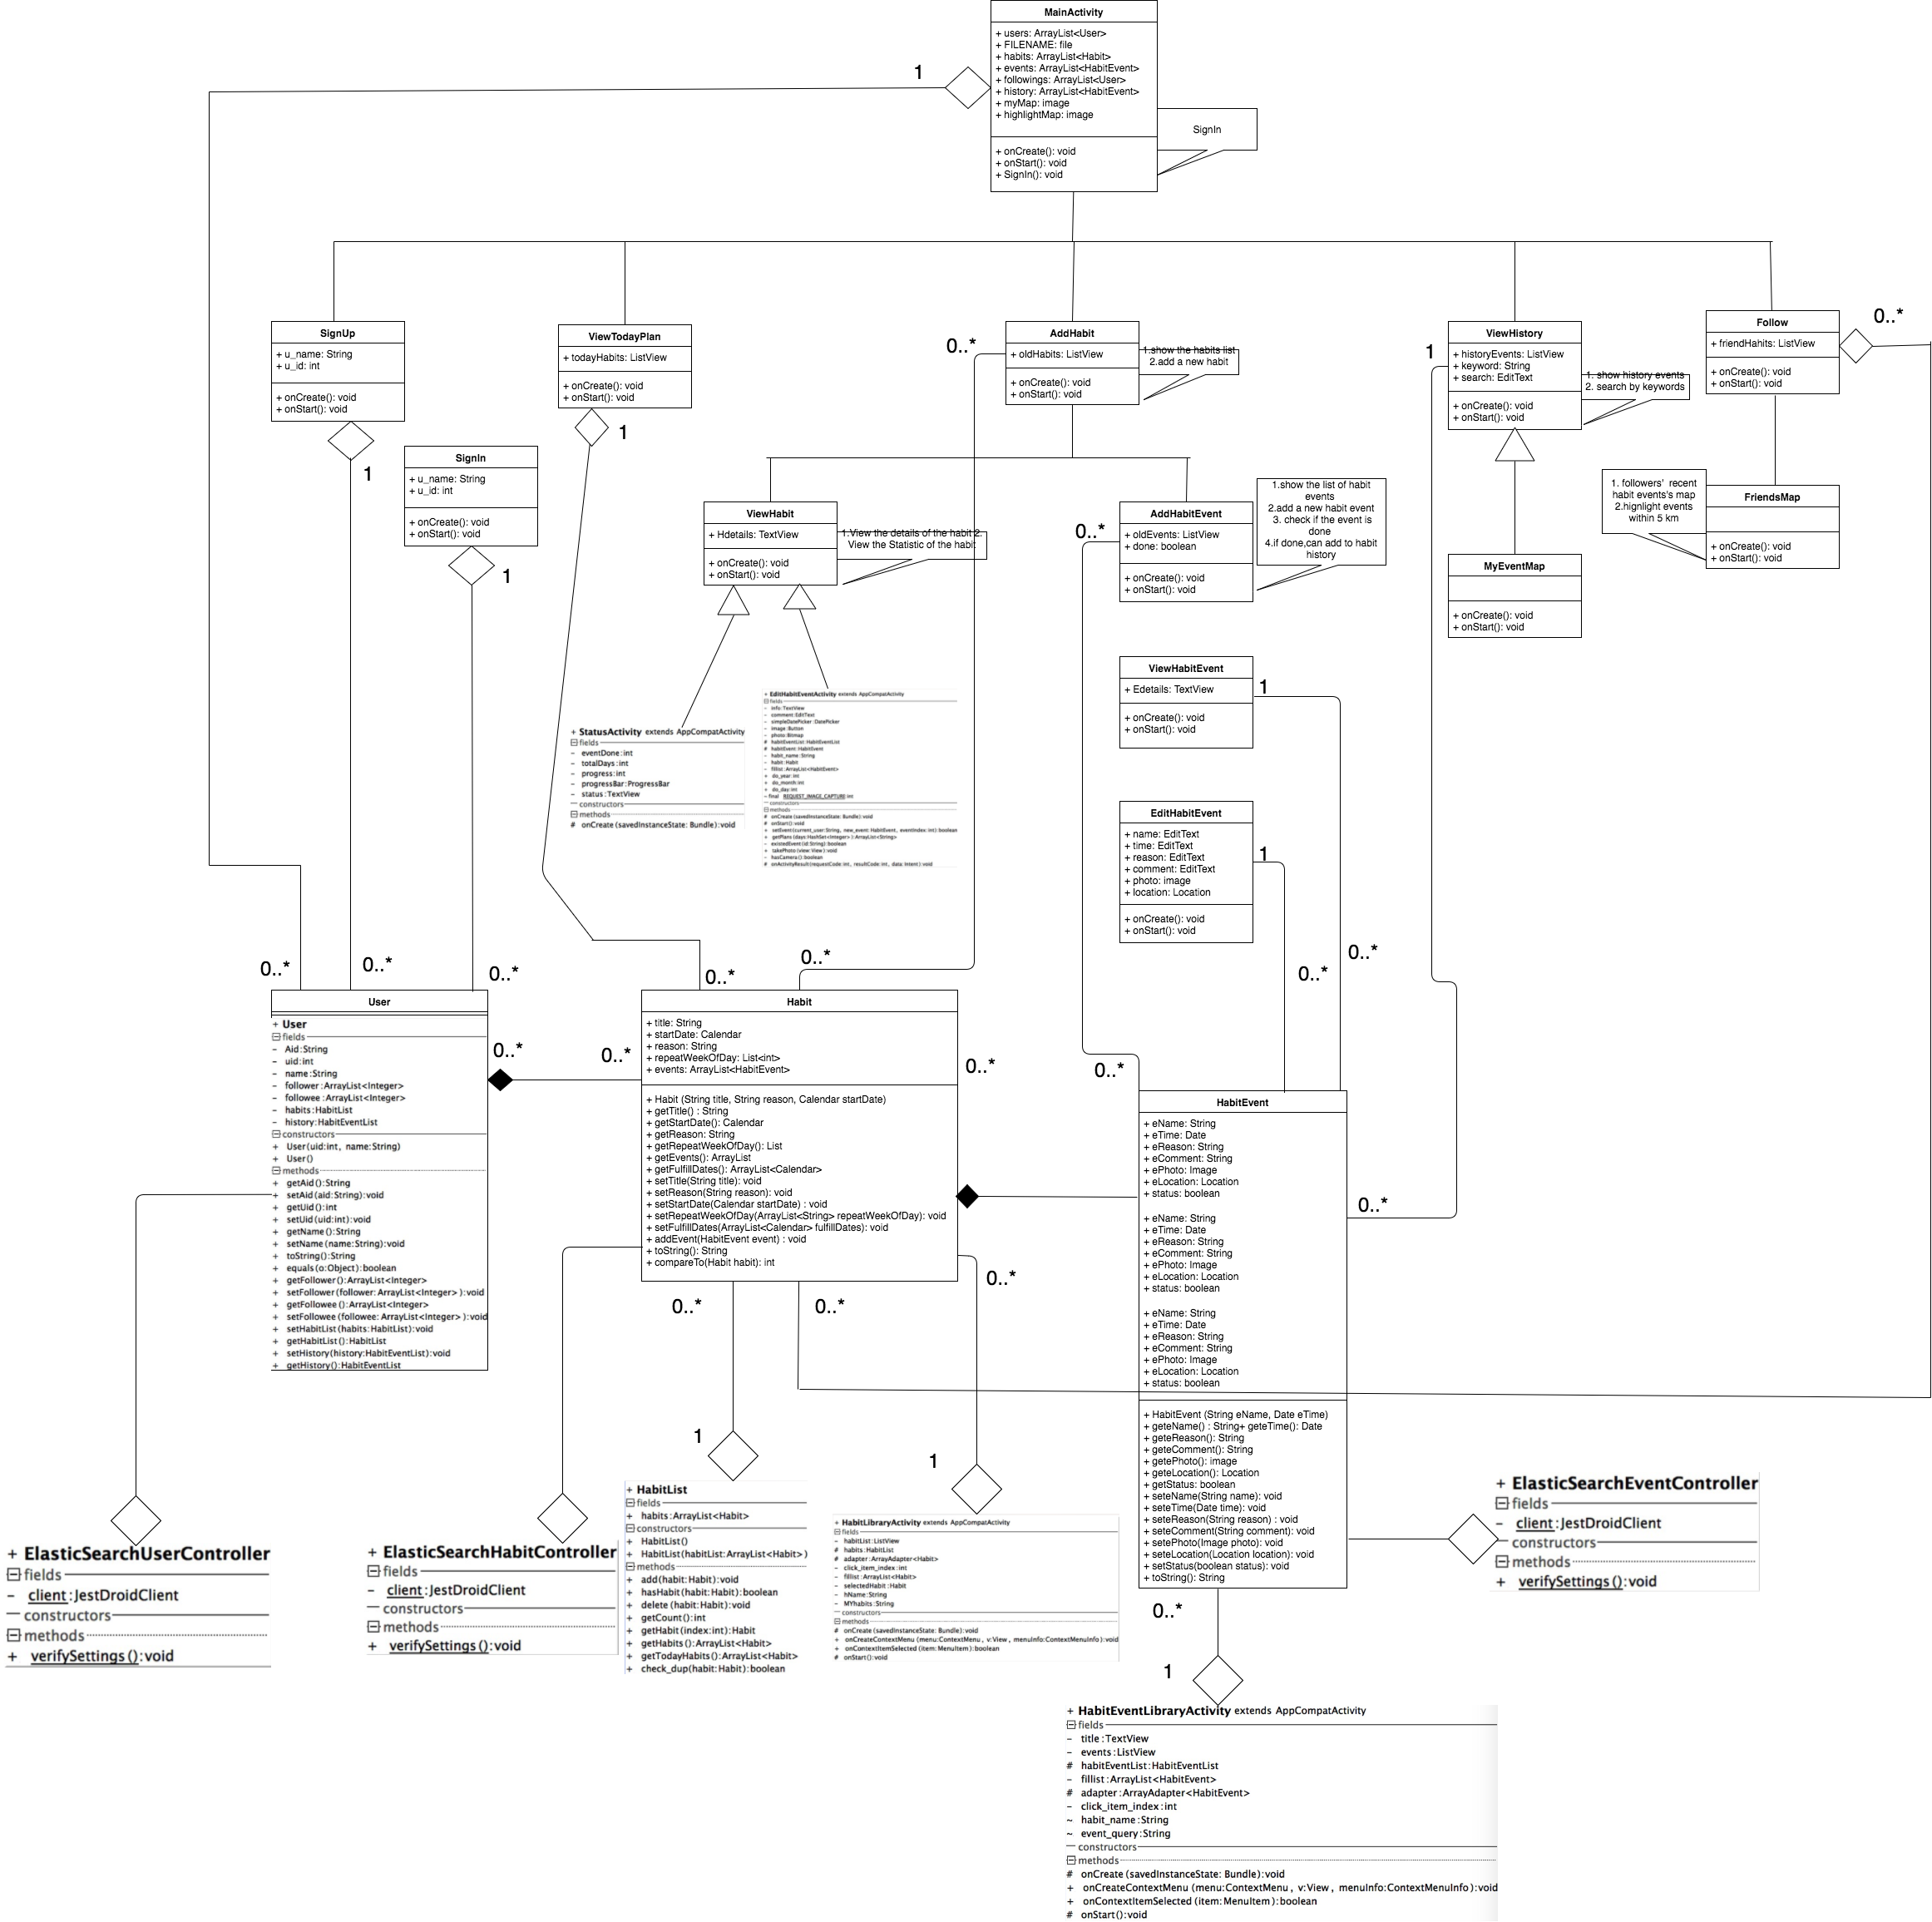 MainActivity
+ users: ArrayList<User>
+ FILENAME: file
+ habits: ArrayList<Habit>
+ events: ArrayList<HabitEvent>
+ followings: ArrayList<User>
+ history: ArrayList<HabitEvent>
+ myMap: image
+ highlightMap: image
+ onCreate(): void
+ onStart(): void
+ SignIn(): void
SignIn
1
SignUp
+ u_name: String
+ u_id: int
+ onCreate(): void
+ onStart(): void
1
SignIn
+ u_name: String
+ u_id: int
+ onCreate(): void
+ onStart(): void
1
ViewTodayPlan
+ todayHabits: ListView
+ onCreate(): void
+ onStart(): void
1
0..*
AddHabit
+ oldHabits: ListView
+ onCreate(): void
+ onStart(): void
1.show the habits list
2.add a new habit
1
ViewHistory
+ historyEvents: ListView
+ keyword: String
+ search: EditText
+ onCreate(): void
+ onStart(): void
1. show history events
2. search by keywords
Follow
+ friendHahits: ListView
+ onCreate(): void
+ onStart(): void
0..*
ViewHabit
+ Hdetails: TextView
+ onCreate(): void
+ onStart(): void
1.View the details of the habit 2.
View the Statistic of the habit
0..*
AddHabitEvent
+ oldEvents: ListView
+ done: boolean
+ onCreate(): void
+ onStart(): void
1.show the list of habit
events
2.add a new habit event
3. check if the event is
done
4.if done,can add to habit
history
1. followers' recent
habit events's map
2.hignlight events
within 5 km
FriendsMap
+ onCreate(): void
+ onStart(): void
MyEventMap
+ onCreate(): void
+ onStart(): void
+ StatusActivity extends AppCompatActivity
fields
- eventDone:int
- totalDays:int
- progress:int
- progressBar:ProgressBar
- status:TextView
constructors
methods
# onCreate(savedInstanceState: Bundle):void
+ EditHabitEventActivity extends AppCompatActivity
fields
- info:TextView
- comment:EditText
- simpleDatePicker:DatePicker
- image:Button
- photo:Bitmap
# habitEventList:HabitEventList
# habitEvent:HabitEvent
- habit_name:String
- habit:Habit
- fillist:ArrayList<HabitEvent>
+ do_year:int
+ do_month:int
+ do_day:int
- final REQUEST_IMAGE_CAPTURE:int
constructors
methods
# onCreate(savedInstanceState: Bundle):void
# onStart():void
+ setEvent(current_user:String, new_event: HabitEvent, eventIndex:int):boolean
+ getPlans(days:HashSet<Integer>):ArrayList<String>
- existedEvent(id:String):boolean
+ takePhoto(view:View):void
- hasCamera():boolean
# onActivityResult(requestCode:int, resultCode:int, data:Intent):void
ViewHabitEvent
+ Edetails: TextView
+ onCreate(): void
+ onStart(): void
1
EditHabitEvent
+ name: EditText
+ time: EditText
+ reason: EditText
+ comment: EditText
+ photo: image
+ location: Location
+ onCreate(): void
+ onStart(): void
1
0..*
0..*
0..*
0..*
0..*
0..*
0..*
User
+ User
fields
- Aid:String
- uid:int
- name:String
- follower:ArrayList<Integer>
- followee:ArrayList<Integer>
- habits:HabitList
- history:HabitEventList
constructors
+ User(uid:int, name:String)
+ User()
methods
+ getAid():String
+ setAid(aid:String):void
+ getUid():int
+ setUid(uid:int):void
+ getName():String
+ setName(name:String):void
+ toString():String
+ equals(o:Object):boolean
+ getFollower():ArrayList<Integer>
+ setFollower(follower:ArrayList<Integer>):void
+ getFollowee():ArrayList<Integer>
+ setFollowee(followee:ArrayList<Integer>):void
+ setHabitList(habits:HabitList):void
+ getHabitList():HabitList
+ setHistory(history:HabitEventList):void
+ getHistory():HabitEventList
0..*
0..*
Habit
+ title: String
+ startDate: Calendar
+ reason: String
+ repeatWeekOfDay: List<int>
+ events: ArrayList<HabitEvent>
+ Habit (String title, String reason, Calendar startDate)
+ getTitle() : String
+ getStartDate(): Calendar
+ getReason: String
+ getRepeatWeekOfDay(): List
+ getEvents(): ArrayList
+ getFulfillDates(): ArrayList<Calendar>
+ setTitle(String title): void
+ setReason(String reason): void
+ setStartDate(Calendar startDate) : void
+ setRepeatWeekOfDay(ArrayList<String> repeatWeekOfDay): void
+ setFulfillDates(ArrayList<Calendar> fulfillDates): void
+ addEvent(HabitEvent event) : void
+ toString(): String
+ compareTo(Habit habit): int
0..*
0..*
0..*
0..*
0..*
0..*
HabitEvent
+ eName: String
+ eTime: Date
+ eReason: String
+ eComment: String
+ ePhoto: Image
+ eLocation: Location
+ status: boolean
+ eName: String
+ eTime: Date
+ eReason: String
+ eComment: String
+ ePhoto: Image
+ eLocation: Location
+ status: boolean
+ eName: String
+ eTime: Date
+ eReason: String
+ eComment: String
+ ePhoto: Image
+ eLocation: Location
+ status: boolean
+ HabitEvent (String eName, Date eTime)
+ geteName() : String+ geteTime(): Date
+ geteReason(): String
+ geteComment(): String
+ getePhoto(): image
+ geteLocation(): Location
+ getStatus: boolean
+ seteName(String name): void
+ seteTime(Date time): void
+ seteReason(String reason) : void
+ seteComment(String comment): void
+ setePhoto(Image photo): void
+ seteLocation(Location location): void
+ setStatus(boolean status): void
+ toString(): String
0..*
1
1
1
+ ElasticSearchUserController
fields
- client:JestDroidClient
constructors
methods
+ verifySettings():void
+ ElasticSearchHabitController
fields
- client:JestDroidClient
constructors
methods
+ verifySettings():void
+ HabitList
fields
+ habits:ArrayList<Habit>
constructors
+ HabitList()
+ HabitList(habitList:ArrayList<Habit>)
methods
+ add(habit:Habit):void
+ hasHabit(habit:Habit):boolean
+ delete(habit:Habit):void
+ getCount():int
+ getHabit(index:int):Habit
+ getHabits():ArrayList<Habit>
+ getTodayHabits():ArrayList<Habit>
+ check_dup(habit:Habit):boolean
+ HabitLibraryActivity extends AppCompatActivity
fields
- habitList:ListView
# habits:HabitList
# adapter:ArrayAdapter<Habit>
- click_item_index:int
- fillist:ArrayList<Habit>
- selectedHabit:Habit
- hName:String
- MYhabits:String
constructors
methods
# onCreate(savedInstanceState: Bundle):void
+ onCreateContextMenu(menu:ContextMenu, v:View, menuInfo:ContextMenuInfo):void
+ onContextItemSelected(item:MenuItem):boolean
# onStart():void
+ ElasticSearchEventController
fields
- client:JestDroidClient
constructors
methods
+ verifySettings():void
+ HabitEventLibraryActivity extends AppCompatActivity
fields
- title:TextView
- events:ListView
# habitEventList:HabitEventList
- fillist:ArrayList<HabitEvent>
# adapter:ArrayAdapter<HabitEvent>
- click_item_index:int
~ habit_name:String
~ event_query:String
constructors
methods
# onCreate(savedInstanceState: Bundle):void
+ onCreateContextMenu(menu:ContextMenu, v:View, menuInfo:ContextMenuInfo):void
+ onContextItemSelected(item:MenuItem):boolean
# onStart():void